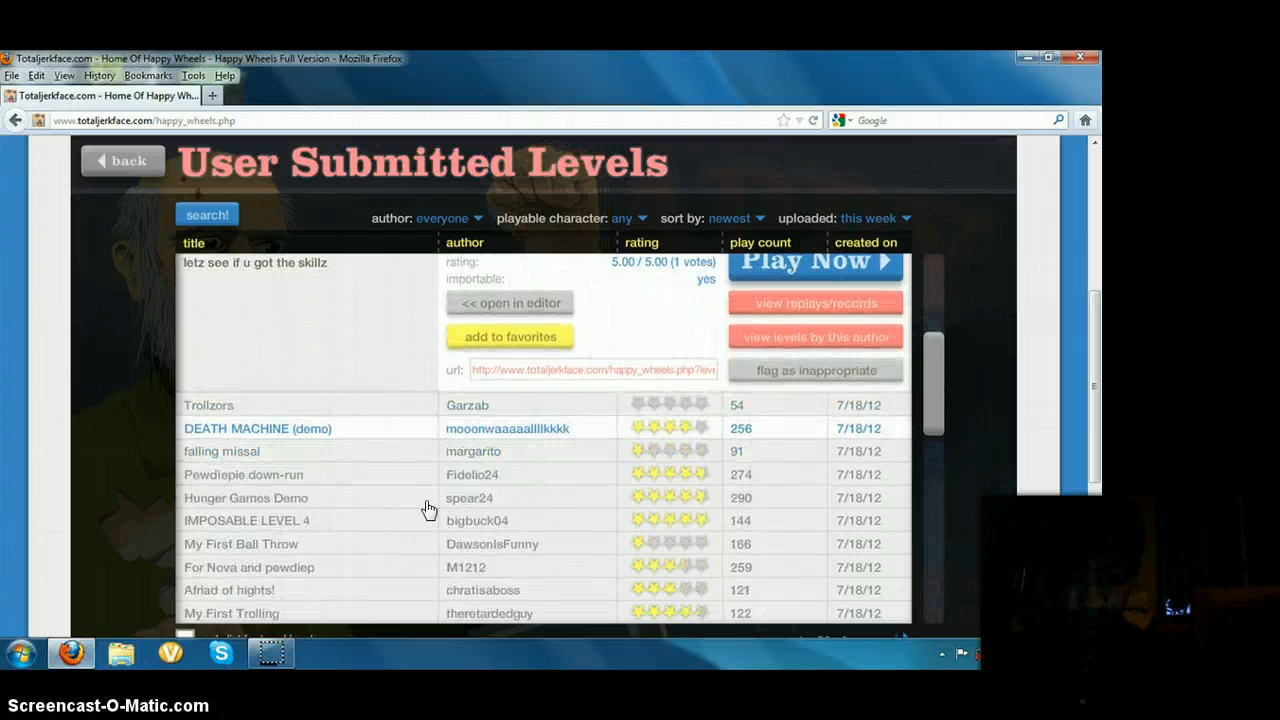 Totaljerkface.com - Home Of Happy Wheels - Happy Wheels Full Version - Mozilla Firefox
File Edit View History Bookmarks Tools Help
Totaljerkface.com - Home Of Happy Wh... +
www.totaljerkface.com/happy_wheels.php Google
back User Submitted Levels
search! author: everyone playable character: any sort by: newest uploaded: this week
title author rating play count created on
letz see if u got the skillz rating: 5.00 / 5.00 (1 votes) Play Now
importable: yes
<< open in editor view replays/records
add to favorites view levels by this author
url: http://www.totaljerkface.com/happy_wheels.php?leve flag as inappropriate
Trollzors Garzab 54 7/18/12
DEATH MACHINE (demo) mooonwaaaaallllkkkk 256 7/18/12
falling missal margarito 91 7/18/12
Pewdiepie down-run Fidelio24 274 7/18/12
Hunger Games Demo spear24 290 7/18/12
IMPOSABLE LEVEL 4 bigbuck04 144 7/18/12
My First Ball Throw DawsonIsFunny 166 7/18/12
For Nova and pewdiep M1212 259 7/18/12
Afriad of hights! chratisaboss 121 7/18/12
My First Trolling theretardedguy 122 7/18/12
Screencast-O-Matic.com